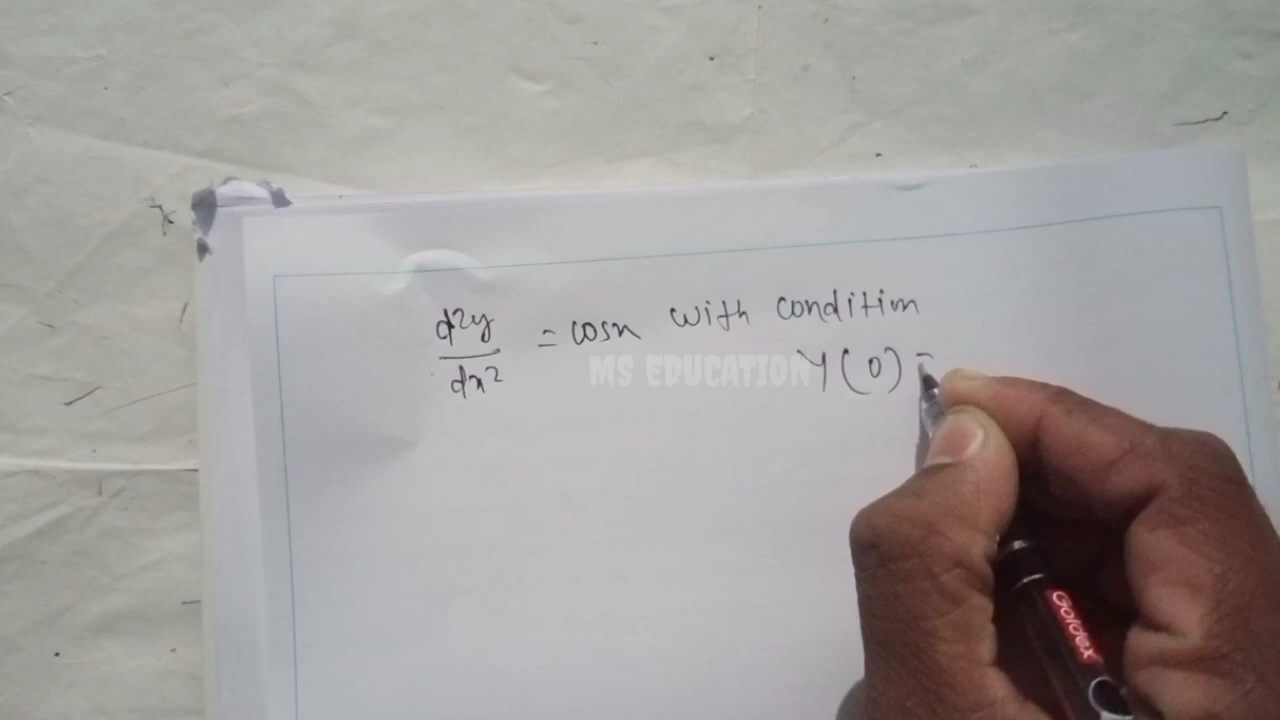 d²y/dx² = cosx with condition
y(0) =
MS EDUCATION
Goldex